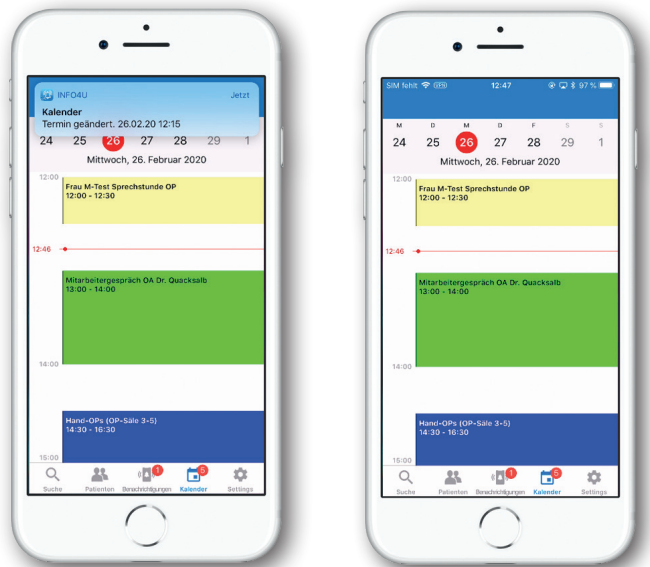 INFO4U Jetzt
Kalender
Termin geändert. 26.02.20 12:15
24 25 26 27 28 29 1
Mittwoch, 26. Februar 2020
12:00
Frau M-Test Sprechstunde OP
12:00 - 12:30
12:46
Mitarbeitergespräch OA Dr. Quacksalb
13:00 - 14:00
14:00
Hand-OPs (OP-Säle 3-5)
14:30 - 16:30
15:00
1 5
Suche Patienten Benachrichtigungen Kalender Settings
SIM fehlt VPN 12:47 97 %
M D M D F S S
24 25 26 27 28 29 1
Mittwoch, 26. Februar 2020
12:00
Frau M-Test Sprechstunde OP
12:00 - 12:30
12:46
Mitarbeitergespräch OA Dr. Quacksalb
13:00 - 14:00
14:00
Hand-OPs (OP-Säle 3-5)
14:30 - 16:30
15:00
1 5
Suche Patienten Benachrichtigungen Kalender Settings